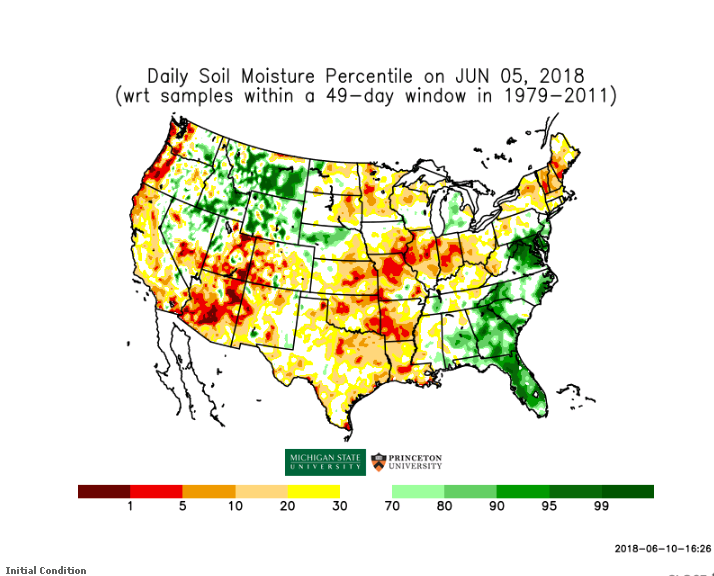 Daily Soil Moisture Percentile on JUN 05, 2018
(wrt samples within a 49-day window in 1979-2011)
MICHIGAN STATE
UNIVERSITY
PRINCETON
UNIVERSITY
1 5 10 20 30 70 80 90 95 99
2018-06-10-16:26
Initial Condition